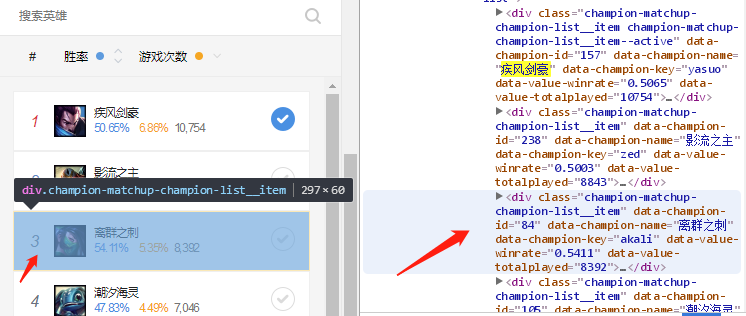 搜索英雄
# 胜率 游戏次数
1 疾风剑豪
50.65% 6.86% 10,754
影流之主
div.champion-matchup-champion-list__item 297×60
3 离群之刺
54.11% 5.35% 8,392
4 潮汐海灵
47.83% 4.49% 7,046
list">
<div class="champion-matchup-
champion-list__item champion-matchup-
champion-list__item--active" data-
champion-id="157" data-champion-name=
"疾风剑豪" data-champion-key="yasuo"
data-value-winrate="0.5065" data-
value-totalplayed="10754">…</div>
<div class="champion-matchup-
champion-list__item" data-champion-id=
"238" data-champion-name="影流之主"
data-champion-key="zed" data-value-
winrate="0.5003" data-value-
totalplayed="8843">…</div>
<div class="champion-matchup-
champion-list__item" data-champion-
id="84" data-champion-name="离群之刺"
data-champion-key="akali" data-value-
winrate="0.5411" data-value-
totalplayed="8392">…</div>
<div class="champion-matchup-
champion-list__item" data-champion-
id="105" data-champion-name="潮汐海灵"